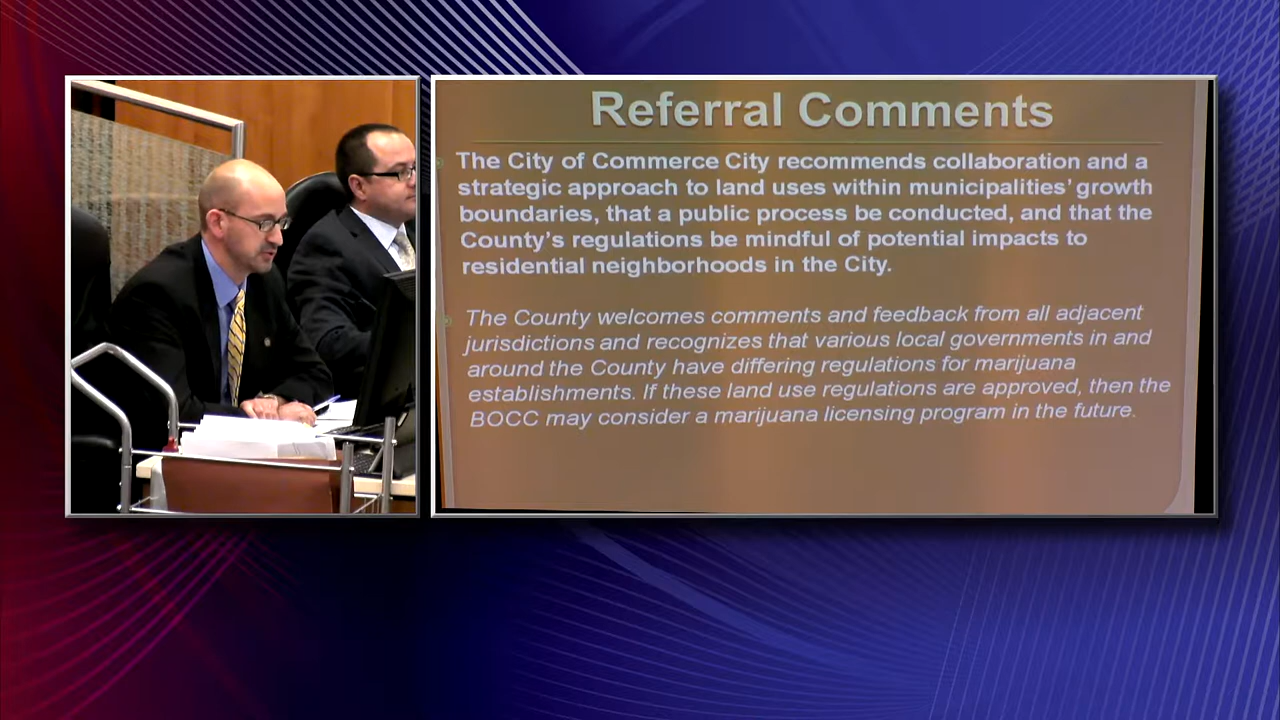 Referral Comments
The City of Commerce City recommends collaboration and a
strategic approach to land uses within municipalities' growth
boundaries, that a public process be conducted, and that the
County's regulations be mindful of potential impacts to
residential neighborhoods in the City.
The County welcomes comments and feedback from all adjacent
jurisdictions and recognizes that various local governments in and
around the County have differing regulations for marijuana
establishments. If these land use regulations are approved, then the
BOCC may consider a marijuana licensing program in the future.